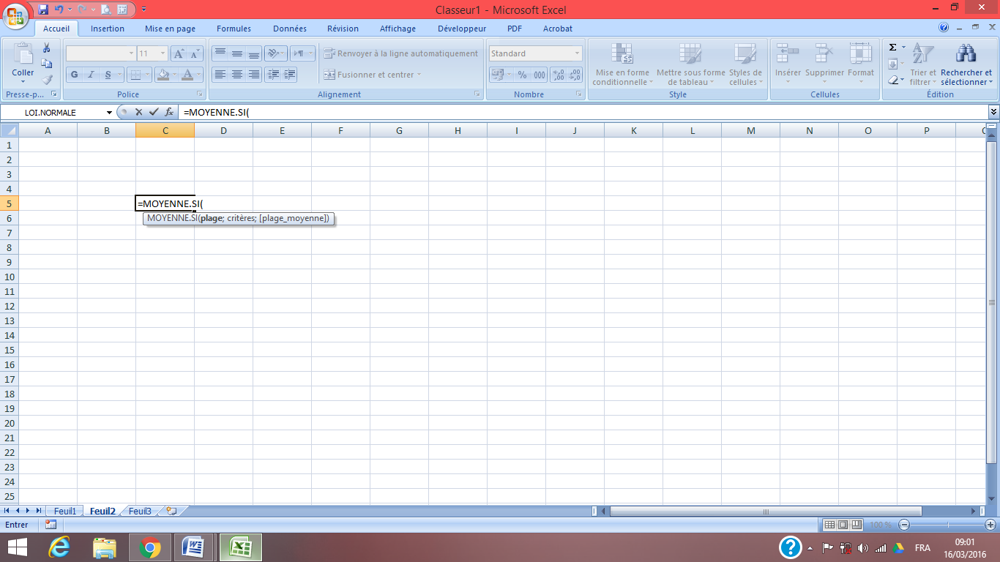 Classeur1 - Microsoft Excel
Accueil Insertion Mise en page Formules Données Révision Affichage Développeur PDF Acrobat
Coller
11
Renvoyer à la ligne automatiquement
Standard
G I S
Fusionner et centrer
% 000
Mise en forme conditionnelle
Mettre sous forme de tableau
Styles de cellules
Insérer Supprimer Format
Σ
Trier et filtrer
Rechercher et sélectionner
Presse-p... Police Alignement Nombre Style Cellules Édition
LOI.NORMALE fx =MOYENNE.SI(
A B C D E F G H I J K L M N O P
1
2
3
4
5 =MOYENNE.SI(
6 MOYENNE.SI(plage; critères; [plage_moyenne])
7
8
9
10
11
12
13
14
15
16
17
18
19
20
21
22
23
24
25
Feuil1 Feuil2 Feuil3
Entrer 100 %
FRA
09:01
16/03/2016